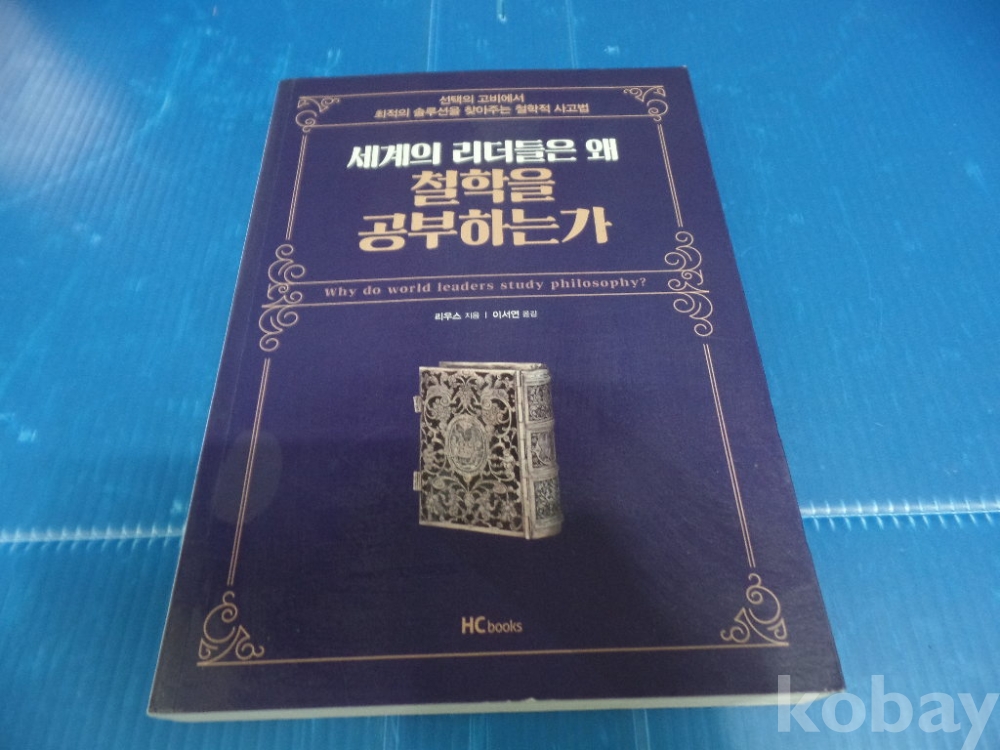 선택의 고비에서
최적의 솔루션을 찾아주는 철학적 사고법
세계의 리더들은 왜
철학을
공부하는가
Why do world leaders study philosophy?
리우스 지음 | 이서연 옮김
HC books
kobay